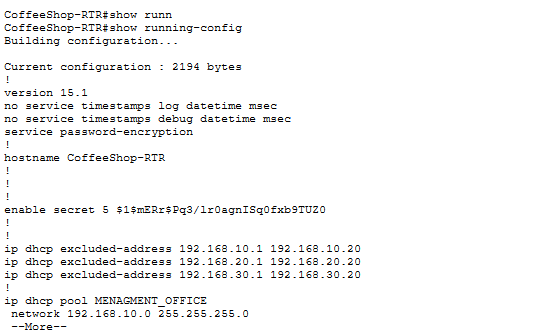 CoffeeShop-RTR#show runn
CoffeeShop-RTR#show running-config
Building configuration...
Current configuration : 2194 bytes
!
version 15.1
no service timestamps log datetime msec
no service timestamps debug datetime msec
service password-encryption
!
hostname CoffeeShop-RTR
!
!
!
enable secret 5 $1$mERr$Pq3/lr0agnISq0fxb9TUZ0
!
!
ip dhcp excluded-address 192.168.10.1 192.168.10.20
ip dhcp excluded-address 192.168.20.1 192.168.20.20
ip dhcp excluded-address 192.168.30.1 192.168.30.20
!
ip dhcp pool MENAGMENT_OFFICE
network 192.168.10.0 255.255.255.0
--More--